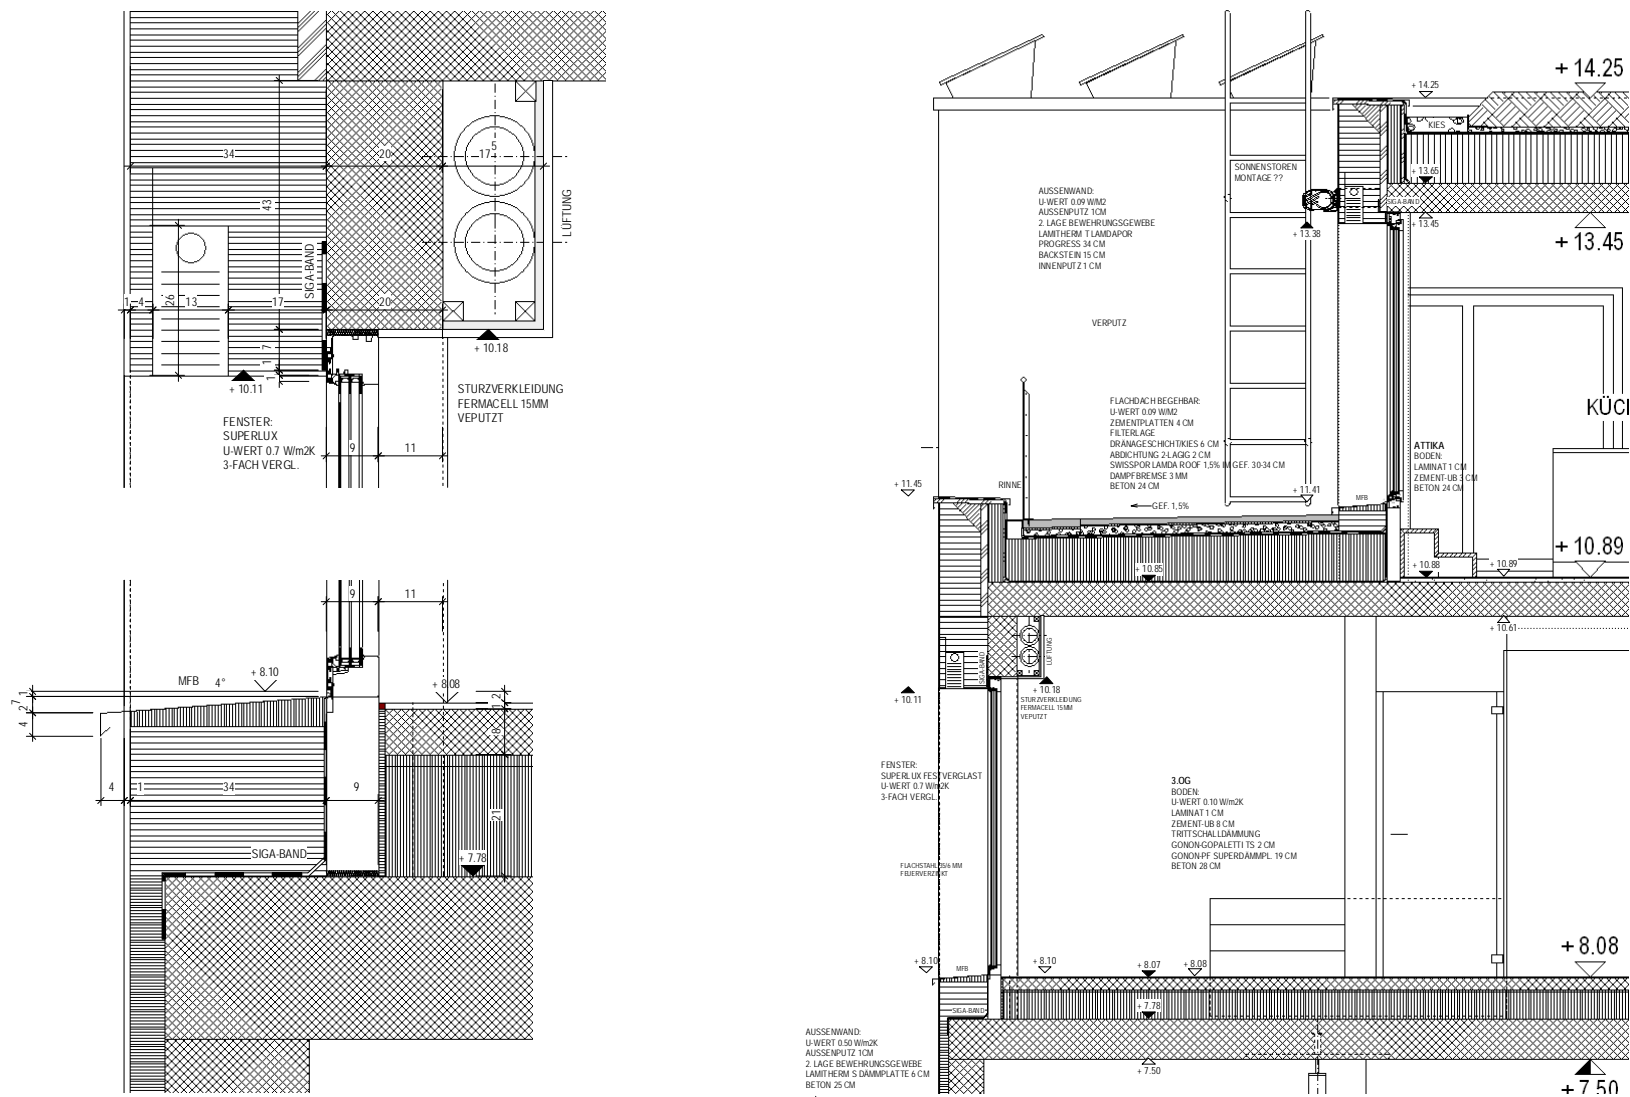 34
20
17⁵
43
LÜFTUNG
SIGA-BAND
1
4
26
13
17
20
7
1
1
+ 10.18
+ 10.11
STURZVERKLEIDUNG
FERMACELL 15MM
VEPUTZT
FENSTER:
SUPERLUX
U-WERT 0.7 W/m2K
3-FACH VERGL.
9
11
9
11
MFB 4°
+ 8.10
+ 8.08
1
7
2
4
2
1
8
4
1
34
9
21
SIGA-BAND
+ 7.78
+ 14.25
+ 14.25
KIES
SONNENSTOREN
MONTAGE ??
+ 13.65
SIGA-BAND
+ 13.45
+ 13.45
+ 13.38
AUSSENWAND:
U-WERT 0.09 W/M2
AUSSENPUTZ 1CM
2. LAGE BEWEHRUNGSGEWEBE
LAMITHERM T LAMDAPOR
PROGRESS 34 CM
BACKSTEIN 15 CM
INNENPUTZ 1 CM
VERPUTZ
FLACHDACH BEGEHBAR:
U-WERT 0.09 W/M2
ZEMENTPLATTEN 4 CM
FILTERLAGE
DRÄNAGESCHICHT/KIES 6 CM
ABDICHTUNG 2-LAGIG 2 CM
SWISSPOR LAMDA ROOF 1,5% IM GEF. 30-34 CM
DAMPFBREMSE 3 MM
BETON 24 CM
KÜCH
ATTIKA
BODEN:
LAMINAT 1 CM
ZEMENT-UB 3 CM
BETON 24 CM
+ 11.45
RINNE
+ 11.41
MFB
GEF. 1,5%
+ 10.89
+ 10.85
+ 10.88
+ 10.89
+ 10.61
SIGA-BAND
LÜFTUNG
+ 10.11
+ 10.18
STURZVERKLEIDUNG
FERMACELL 15MM
VEPUTZT
FENSTER:
SUPERLUX FESTVERGLAST
U-WERT 0.7 W/m2K
3-FACH VERGL.
3.OG
BODEN:
U-WERT 0.10 W/m2K
LAMINAT 1 CM
ZEMENT-UB 8 CM
TRITTSCHALLDÄMMUNG
GONON-GOPALETTI TS 2 CM
GONON-PF SUPERDÄMMPL. 19 CM
BETON 28 CM
FLACHSTAHL 35/6 MM
FEUERVERZINKT
+ 8.10
MFB
+ 8.10
+ 8.07
+ 8.08
+ 8.08
SIGA-BAND
+ 7.78
AUSSENWAND:
U-WERT 0.50 W/m2K
AUSSENPUTZ 1CM
2. LAGE BEWEHRUNGSGEWEBE
LAMITHERM S DÄMMPLATTE 6 CM
BETON 25 CM
+ 7.50
+ 7.50